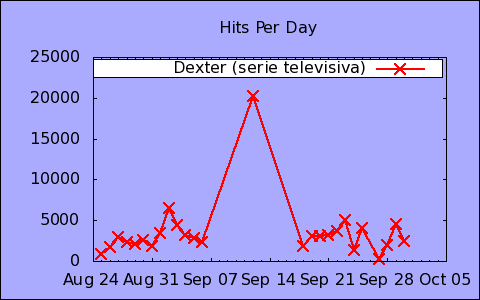 Hits Per Day
25000
Dexter (serie televisiva)
20000
15000
10000
5000
0
Aug 24 Aug 31 Sep 07 Sep 14 Sep 21 Sep 28 Oct 05